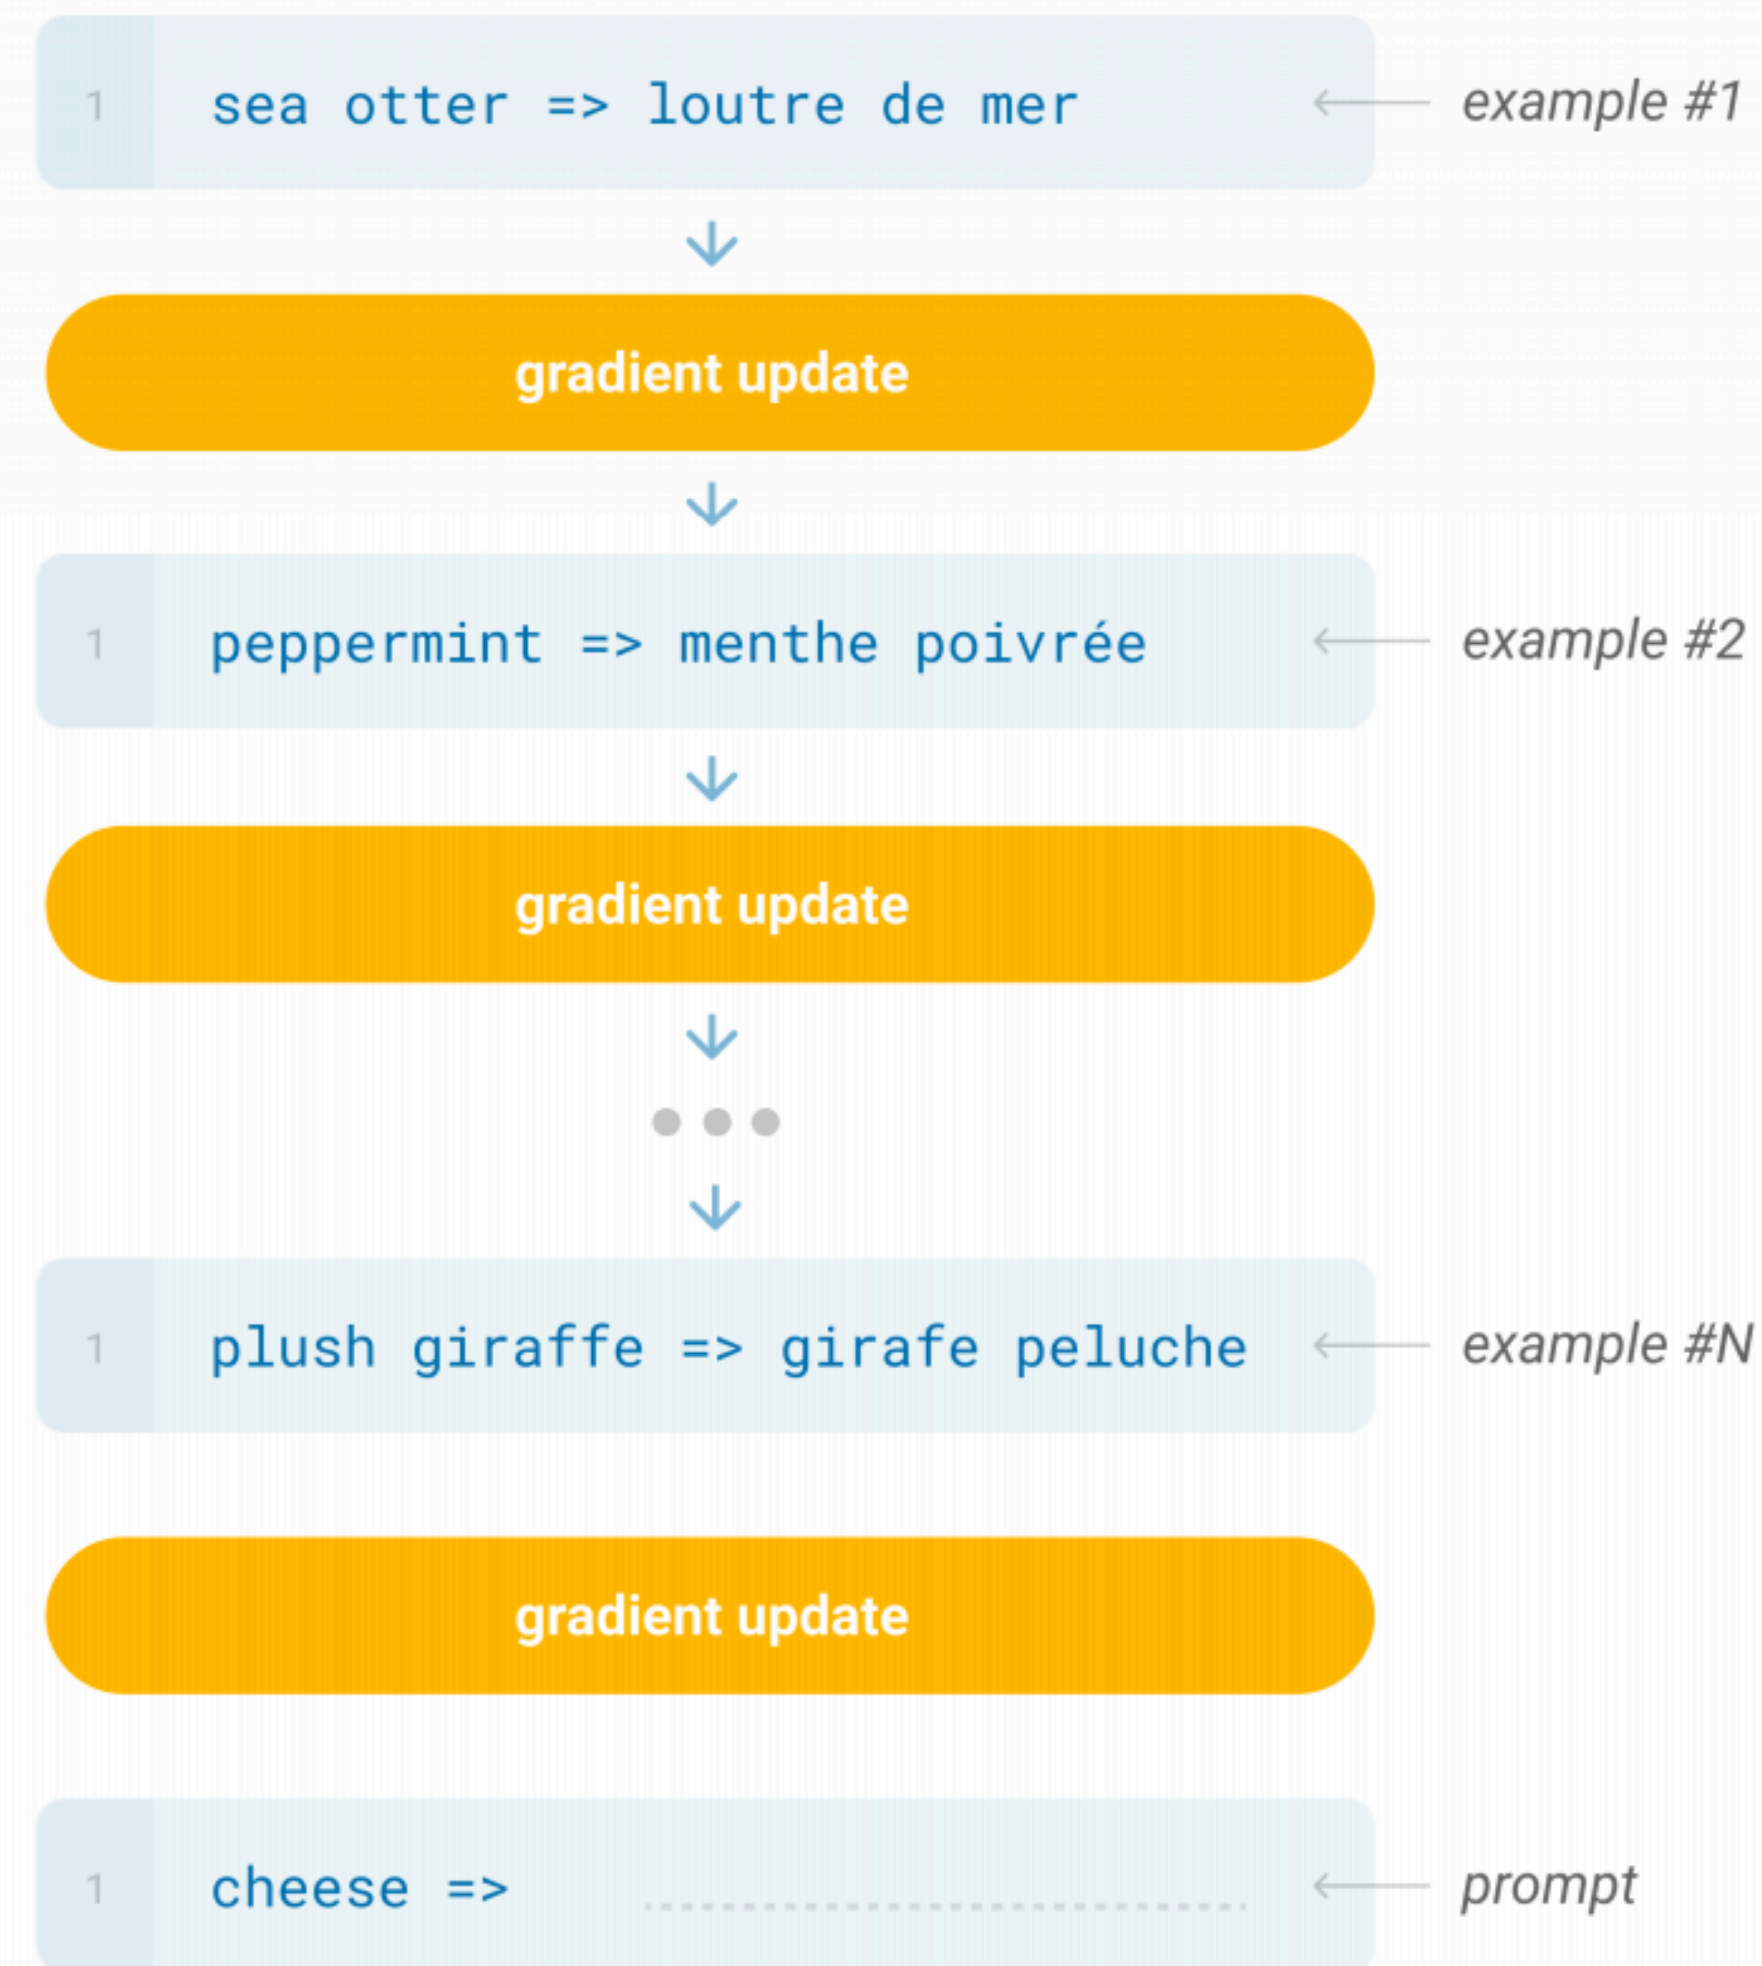 1 sea otter => loutre de mer example #1
gradient update
1 peppermint => menthe poivrée example #2
gradient update
1 plush giraffe => girafe peluche example #N
gradient update
1 cheese => prompt